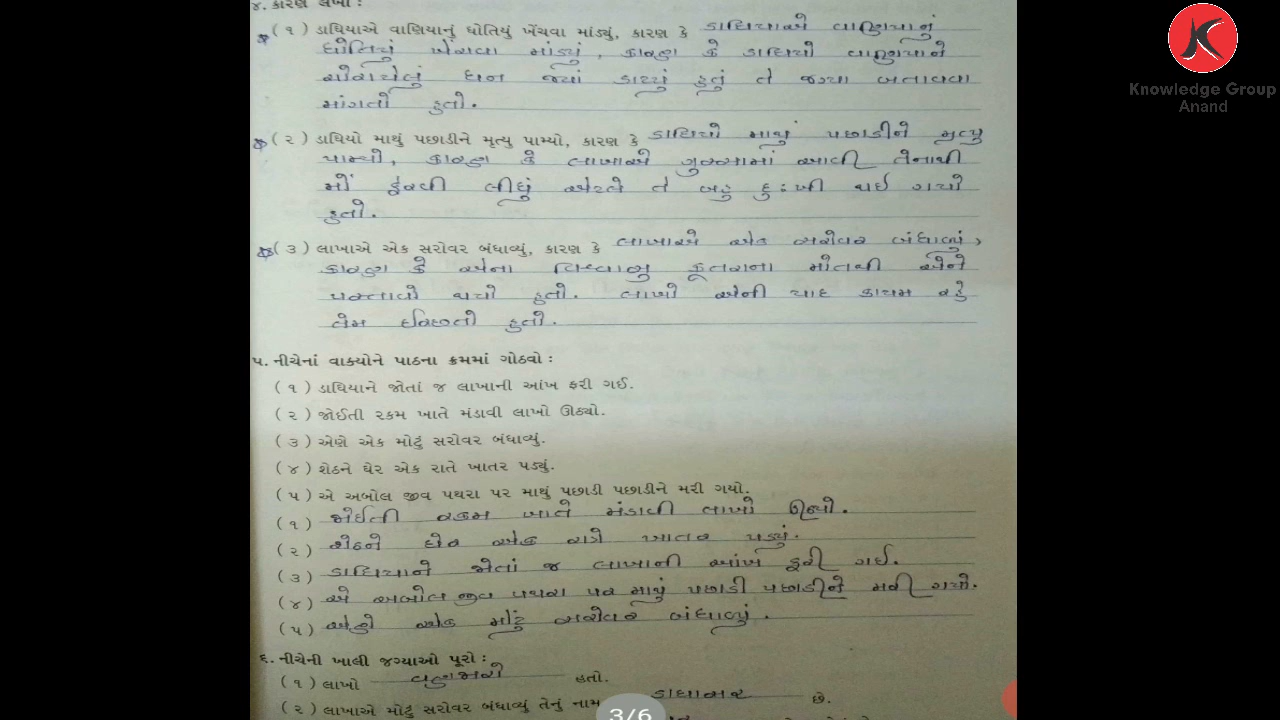 ૪. કારણ લખો :
(૧) ડાઘિયાએ વાણિયાનું ધોતિયું ખેંચવા માંડ્યું, કારણ કે ડાઘિયાએ વાણિયાનું
ધોતિયું ખેંચવા માંડ્યું, કારણ કે ડાઘિયો વાણિયાને
ચોરાયેલું ધન જ્યાં દાટ્યું હતું તે જગ્યા બતાવવા
માંગતો હતો.
(૨) ડાઘિયો માથું પછાડીને મૃત્યુ પામ્યો, કારણ કે ડાઘિયો માથું પછાડીને મૃત્યુ
પામ્યો, કારણ કે લાખાએ ગુસ્સામાં આવી તેનાથી
મોં ફેરવી લીધું એટલે તે બહુ દુઃખી થઈ ગયો
હતો.
(૩) લાખાએ એક સરોવર બંધાવ્યું, કારણ કે લાખાએ એક સરોવર બંધાવ્યું,
કારણ કે એના વિશ્વાસુ કૂતરાના મોતથી એને
પસ્તાવો થયો હતો. લાખો એની યાદ કાયમ રહે
તેમ ઈચ્છતો હતો.
૫. નીચેનાં વાક્યોને પાઠના ક્રમમાં ગોઠવો :
(૧) ડાઘિયાને જોતાં જ લાખાની આંખ ફરી ગઈ.
(૨) જોઈતી રકમ ખાતે મંડાવી લાખો ઊઠ્યો.
(૩) એણે એક મોટું સરોવર બંધાવ્યું.
(૪) શેઠને ઘેર એક રાતે ખાતર પડ્યું.
(૫) એ અબોલ જીવ પથરા પર માથું પછાડી પછાડીને મરી ગયો.
(૧) જોઈતી રકમ ખાતે મંડાવી લાખો ઊઠ્યો.
(૨) શેઠને ઘેર એક રાત્રે ખાતર પડ્યું.
(૩) ડાઘિયાને જોતાં જ લાખાની આંખ ફરી ગઈ.
(૪) એ અબોલ જીવ પથરા પર માથું પછાડી પછાડીને મરી ગયો.
(૫) એણે એક મોટું સરોવર બંધાવ્યું.
૬. નીચેની ખાલી જગ્યાઓ પૂરો :
(૧) લાખો વણજારો હતો.
(૨) લાખાએ મોટું સરોવર બંધાવ્યું તેનું નામ ડાઘાસર છે.
3/6
K
Knowledge Group
Anand